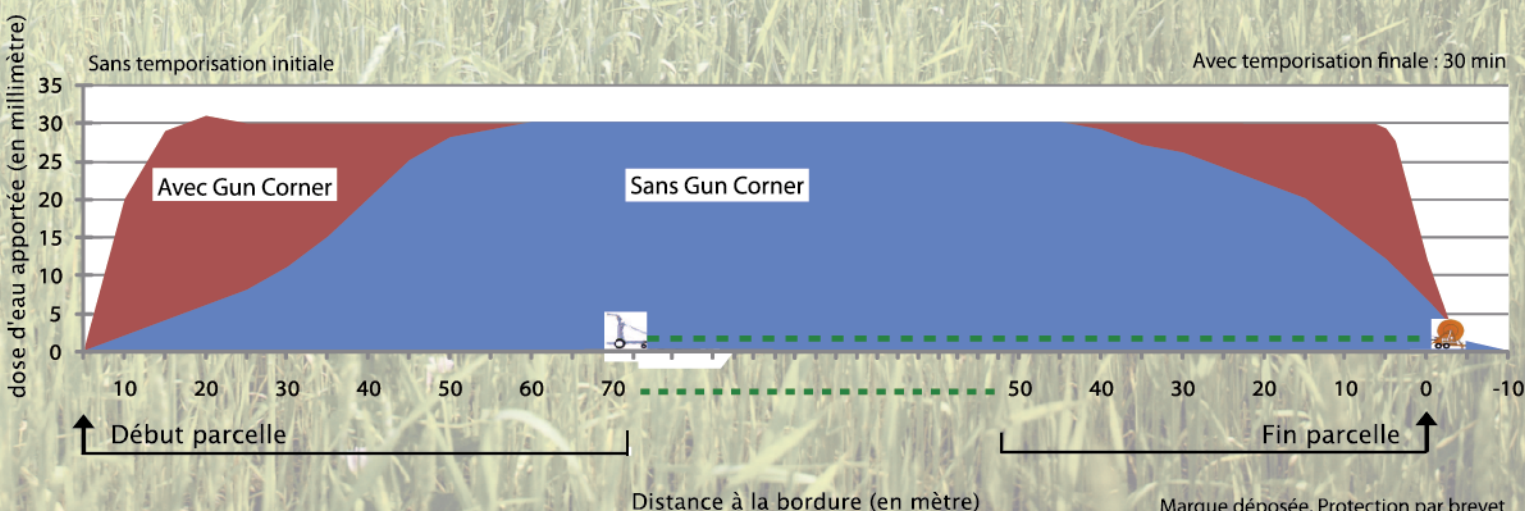 dose d'eau apportée (en millimètre)
Sans temporisation initiale
Avec temporisation finale : 30 min
35
30
25
20
15
10
5
0
Avec Gun Corner
Sans Gun Corner
10 20 30 40 50 60 70 50 40 30 20 10 0 -10
Début parcelle
Fin parcelle
Distance à la bordure (en mètre)
Marque déposée. Protection par brevet